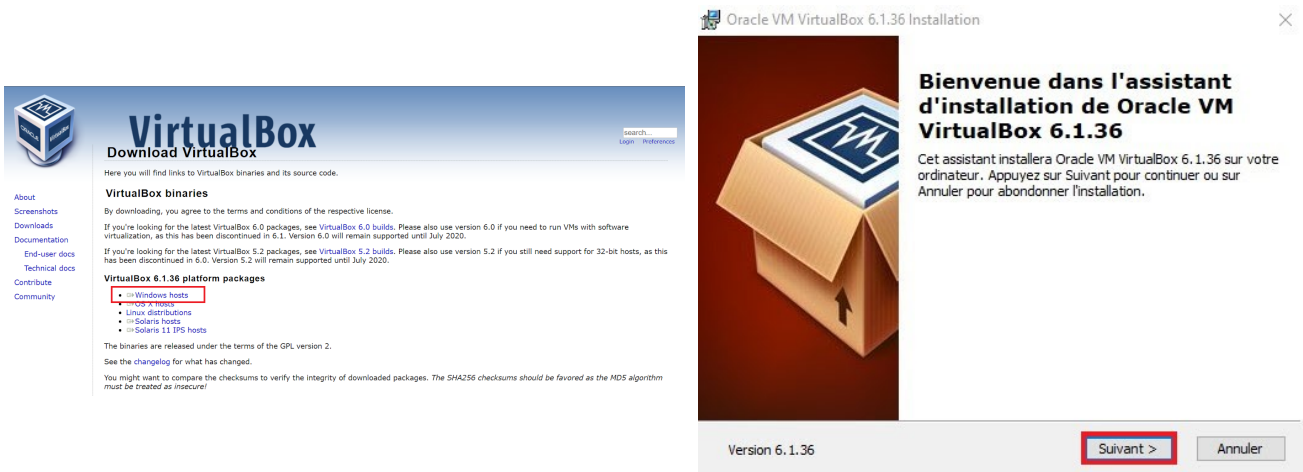 VirtualBox
search...
Login Preferences
Download VirtualBox
Here you will find links to VirtualBox binaries and its source code.
About
Screenshots
Downloads
Documentation
End-user docs
Technical docs
Contribute
Community
VirtualBox binaries
By downloading, you agree to the terms and conditions of the respective license.
If you're looking for the latest VirtualBox 6.0 packages, see VirtualBox 6.0 builds. Please also use version 6.0 if you need to run VMs with software
virtualization, as this has been discontinued in 6.1. Version 6.0 will remain supported until July 2020.
If you're looking for the latest VirtualBox 5.2 packages, see VirtualBox 5.2 builds. Please also use version 5.2 if you still need support for 32-bit hosts, as this
has been discontinued in 6.0. Version 5.2 will remain supported until July 2020.
VirtualBox 6.1.36 platform packages
Windows hosts
OS X hosts
Linux distributions
Solaris hosts
Solaris 11 IPS hosts
The binaries are released under the terms of the GPL version 2.
See the changelog for what has changed.
You might want to compare the checksums to verify the integrity of downloaded packages. The SHA256 checksums should be favored as the MD5 algorithm
must be treated as insecure!
Oracle VM VirtualBox 6.1.36 Installation
Bienvenue dans l'assistant
d'installation de Oracle VM
VirtualBox 6.1.36
Cet assistant installera Oracle VM VirtualBox 6.1.36 sur votre
ordinateur. Appuyez sur Suivant pour continuer ou sur
Annuler pour abondonner l'installation.
Version 6.1.36
Suivant >
Annuler